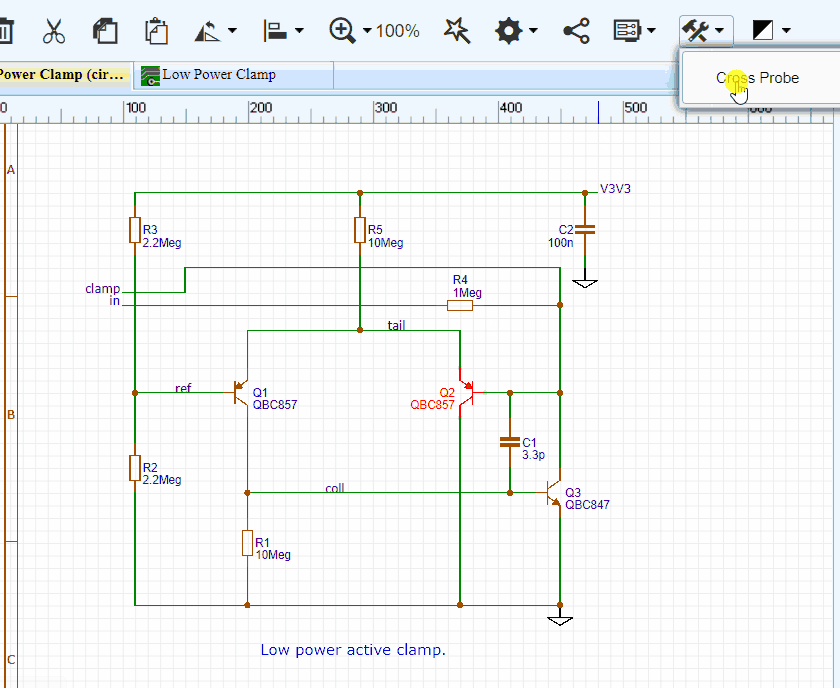 100%
Cross Probe
Power Clamp (cir...
Low Power Clamp
0
100
200
300
400
500
600
A
V3V3
R3
2.2Meg
R5
10Meg
C2
100n
R4
1Meg
clamp
in
tail
ref
Q1
QBC857
Q2
QBC857
B
C1
3.3p
R2
2.2Meg
coll
Q3
QBC847
R1
10Meg
Low power active clamp.
C